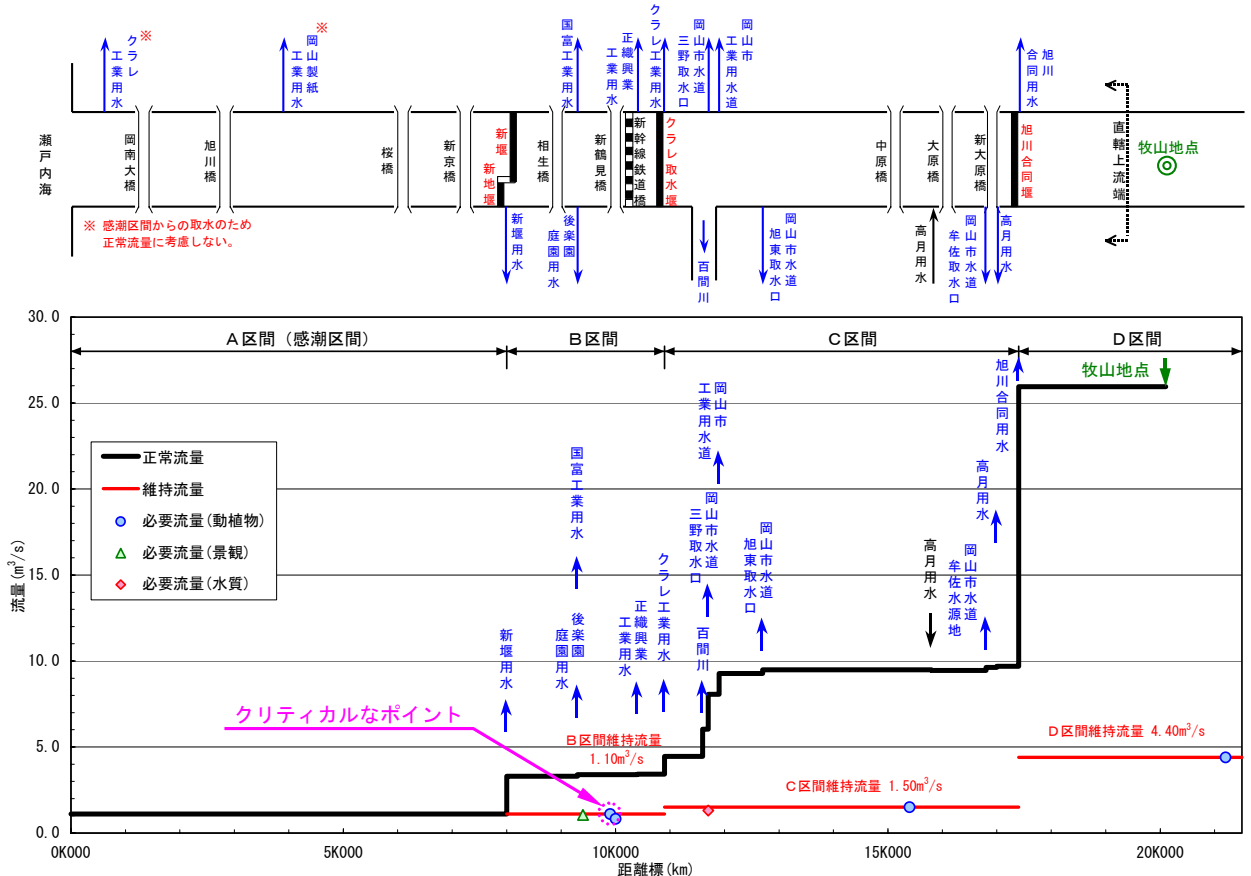 クラレ
工業用水
※
岡山製紙
工業用水
※
国富工業用水
正織興業
工業用水
クラレ工業用水
岡山市水道
三野取水口
岡山市
工業用水道
旭川
合同用水
瀬戸内海
岡南大橋
旭川橋
桜橋
新京橋
新堰
新地堰
相生橋
新鶴見橋
新幹線鉄道橋
クラレ取水堰
中原橋
大原橋
新大原橋
旭川合同堰
直轄上流端
牧山地点
※ 感潮区間からの取水のため
正常流量に考慮しない。
新堰用水
後楽園
庭園用水
百間川
岡山市水道
旭東取水口
高月用水
岡山市水道
牟佐取水口
高月用水
30.0
25.0
20.0
15.0
10.0
5.0
0.0
流量(m³/s)
A区間(感潮区間)
B区間
C区間
D区間
正常流量
維持流量
必要流量(動植物)
必要流量(景観)
必要流量(水質)
新堰用水
国富工業用水
後楽園
庭園用水
正織興業
工業用水
クラレ工業用水
岡山市水道
三野取水口
百間川
岡山市
工業用水道
岡山市水道
旭東取水口
高月用水
岡山市水道
牟佐水源地
高月用水
旭川合同用水
牧山地点
クリティカルなポイント
B区間維持流量
1.10m³/s
C区間維持流量 1.50m³/s
D区間維持流量 4.40m³/s
0K000
5K000
10K000
15K000
20K000
距離標(km)